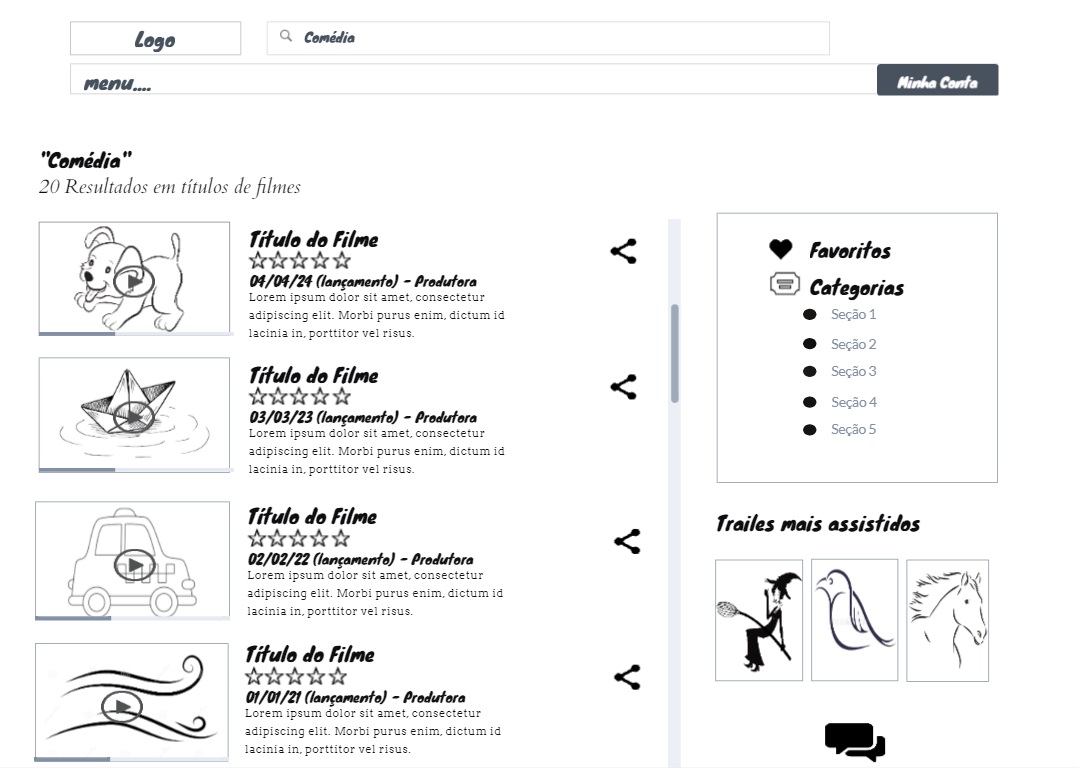 Logo
Comédia
menu....
Minha Conta
"Comédia"
20 Resultados em títulos de filmes
Título do Filme
04/04/24 (lançamento) - Produtora
Lorem ipsum dolor sit amet, consectetur
adipiscing elit. Morbi purus enim, dictum id
lacinia in, porttitor vel risus.
Título do Filme
03/03/23 (lançamento) - Produtora
Lorem ipsum dolor sit amet, consectetur
adipiscing elit. Morbi purus enim, dictum id
lacinia in, porttitor vel risus.
Título do Filme
02/02/22 (lançamento) - Produtora
Lorem ipsum dolor sit amet, consectetur
adipiscing elit. Morbi purus enim, dictum id
lacinia in, porttitor vel risus.
Título do Filme
01/01/21 (lançamento) - Produtora
Lorem ipsum dolor sit amet, consectetur
adipiscing elit. Morbi purus enim, dictum id
lacinia in, porttitor vel risus.
Favoritos
Categorias
Seção 1
Seção 2
Seção 3
Seção 4
Seção 5
Trailes mais assistidos